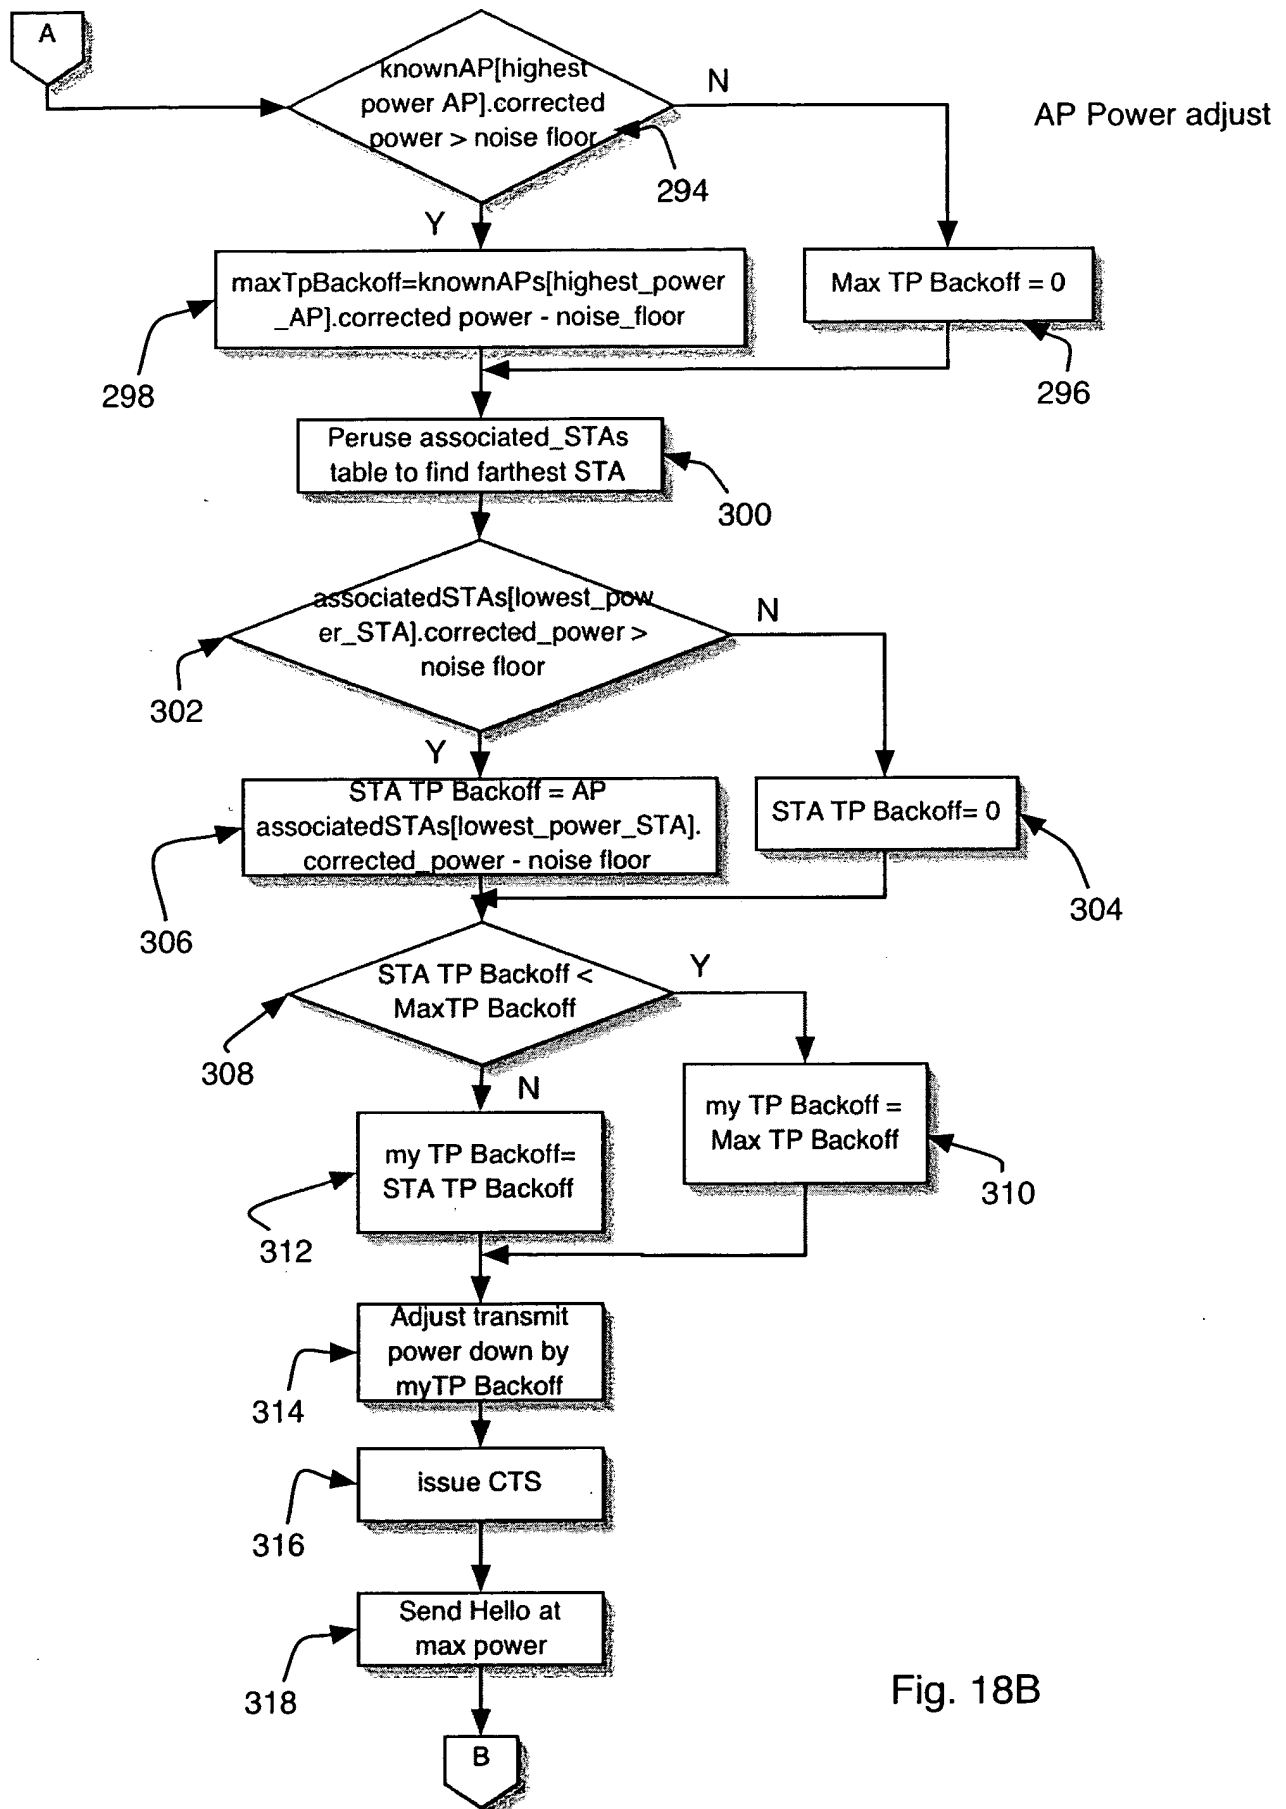 A
knownAP[highest
power AP].corrected
power > noise floor
N
AP Power adjust
294
Y
maxTpBackoff=knownAPs[highest_power
_AP].corrected power - noise_floor
Max TP Backoff = 0
298
296
Peruse associated_STAs
table to find farthest STA
300
associatedSTAs[lowest_pow
er_STA].corrected_power >
noise floor
N
302
Y
STA TP Backoff = AP
associatedSTAs[lowest_power_STA].
corrected_power - noise floor
STA TP Backoff= 0
306
304
STA TP Backoff <
MaxTP Backoff
Y
308
N
my TP Backoff =
Max TP Backoff
my TP Backoff=
STA TP Backoff
310
312
Adjust transmit
power down by
myTP Backoff
314
issue CTS
316
Send Hello at
max power
318
Fig. 18B
B